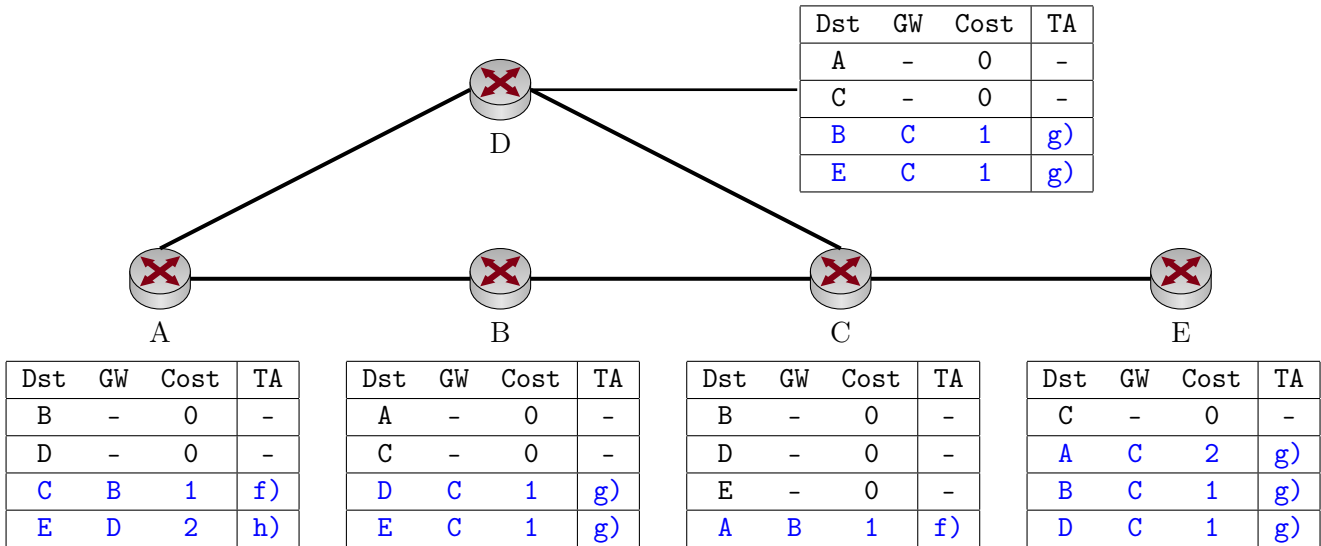 Dst GW Cost TA
A - 0 -
C - 0 -
B C 1 g)
E C 1 g)
D
A
B
C
E
Dst GW Cost TA
B - 0 -
D - 0 -
C B 1 f)
E D 2 h)
Dst GW Cost TA
A - 0 -
C - 0 -
D C 1 g)
E C 1 g)
Dst GW Cost TA
B - 0 -
D - 0 -
E - 0 -
A B 1 f)
Dst GW Cost TA
C - 0 -
A C 2 g)
B C 1 g)
D C 1 g)